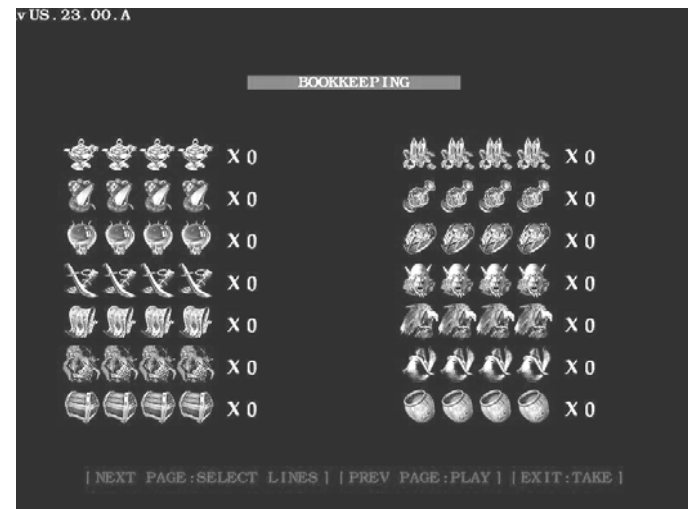 v US.23.00.A
BOOKKEEPING
X 0 X 0
X 0 X 0
X 0 X 0
X 0 X 0
X 0 X 0
X 0 X 0
X 0 X 0
[NEXT PAGE:SELECT LINES] [PREV PAGE:PLAY] [EXIT:TAKE]